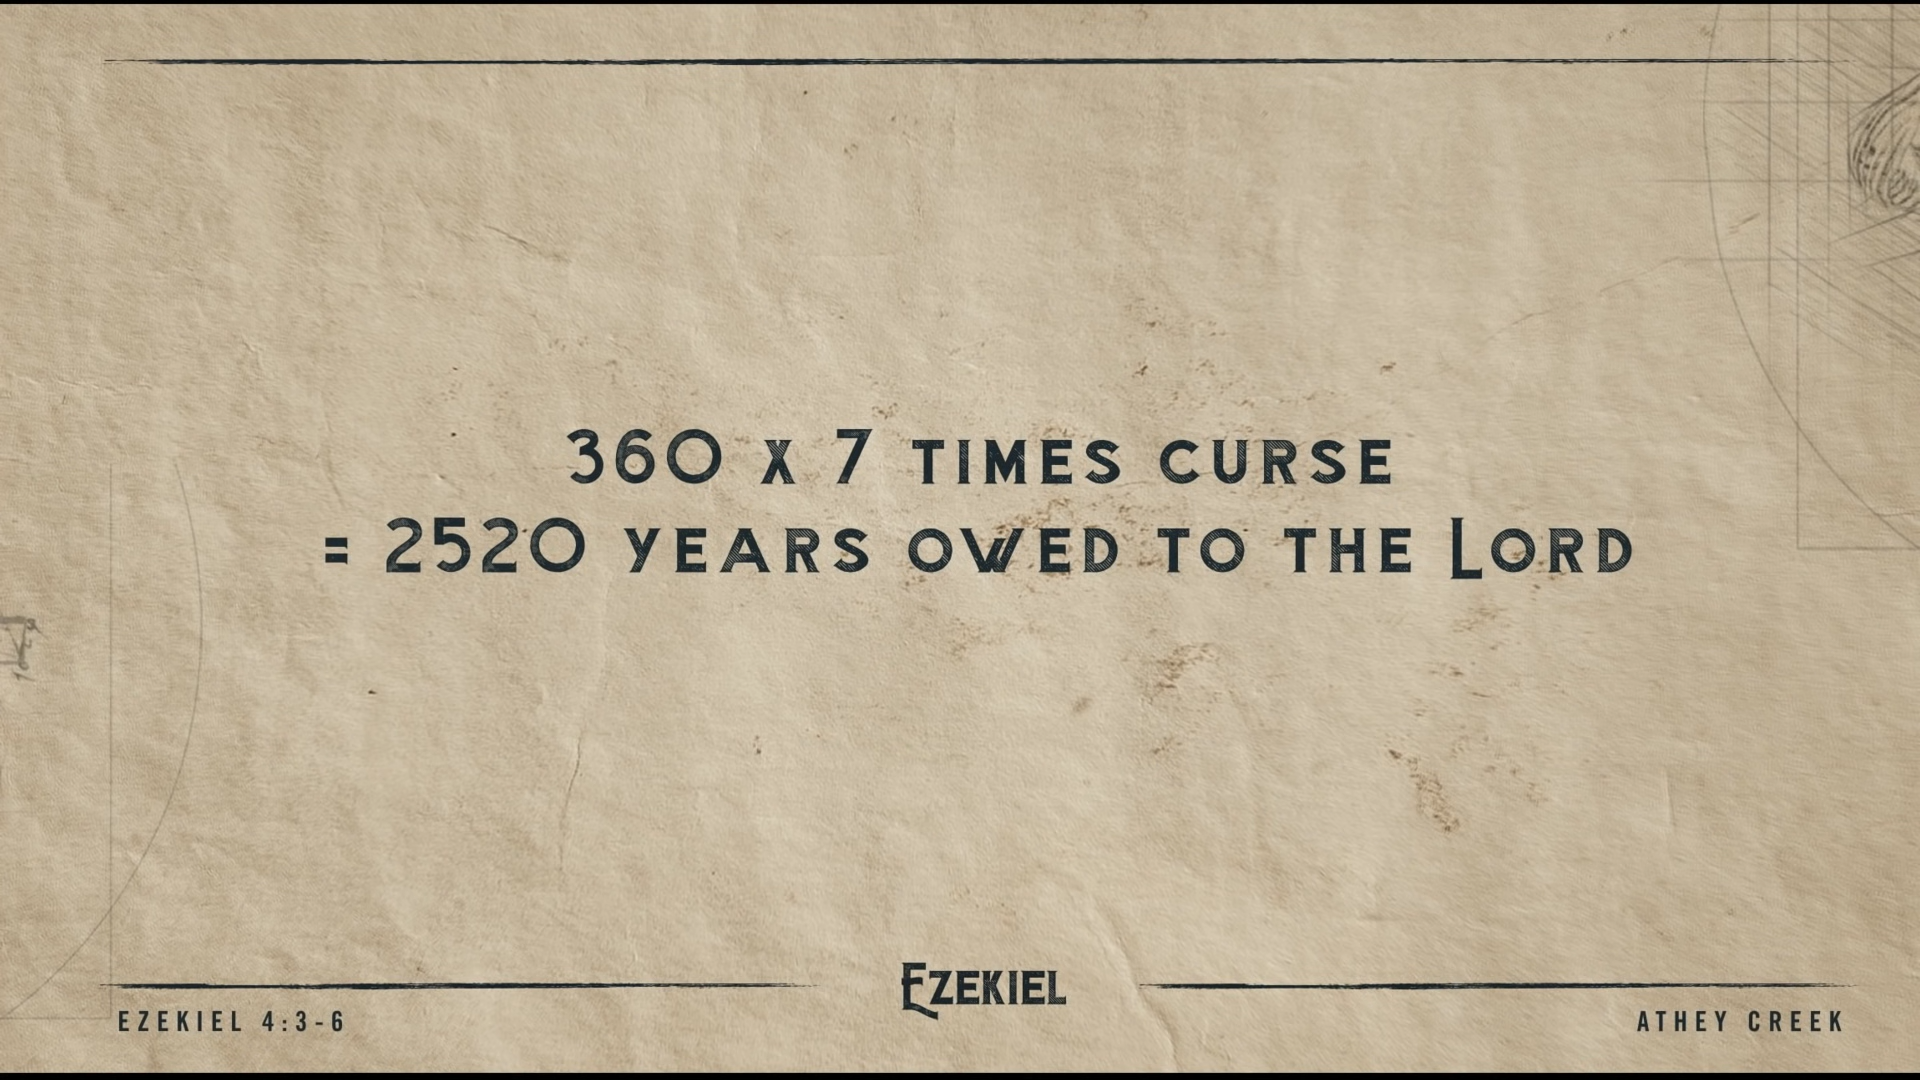 360 x 7 times curse
= 2520 years owed to the Lord
Ezekiel
EZEKIEL 4:3-6
ATHEY CREEK